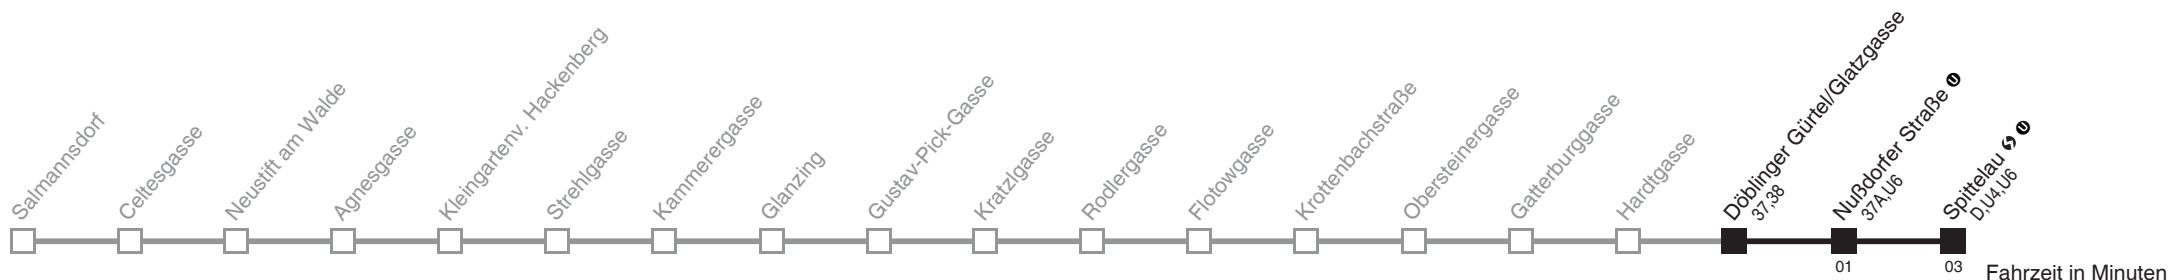 Salmannsdorf
Celtesgasse
Neustift am Walde
Agnesgasse
Kleingartenv. Hackenberg
Strehlgasse
Kammerergasse
Glanzing
Gustav-Pick-Gasse
Kratzlgasse
Rodlergasse
Flotowgasse
Krottenbachstraße
Obersteinergasse
Gatterburggasse
Hardtgasse
Döblinger Gürtel/Glatzgasse
37,38
Nußdorfer Straße U
37A,U6
Spittelau S U
D,U4,U6
01
03
Fahrzeit in Minuten